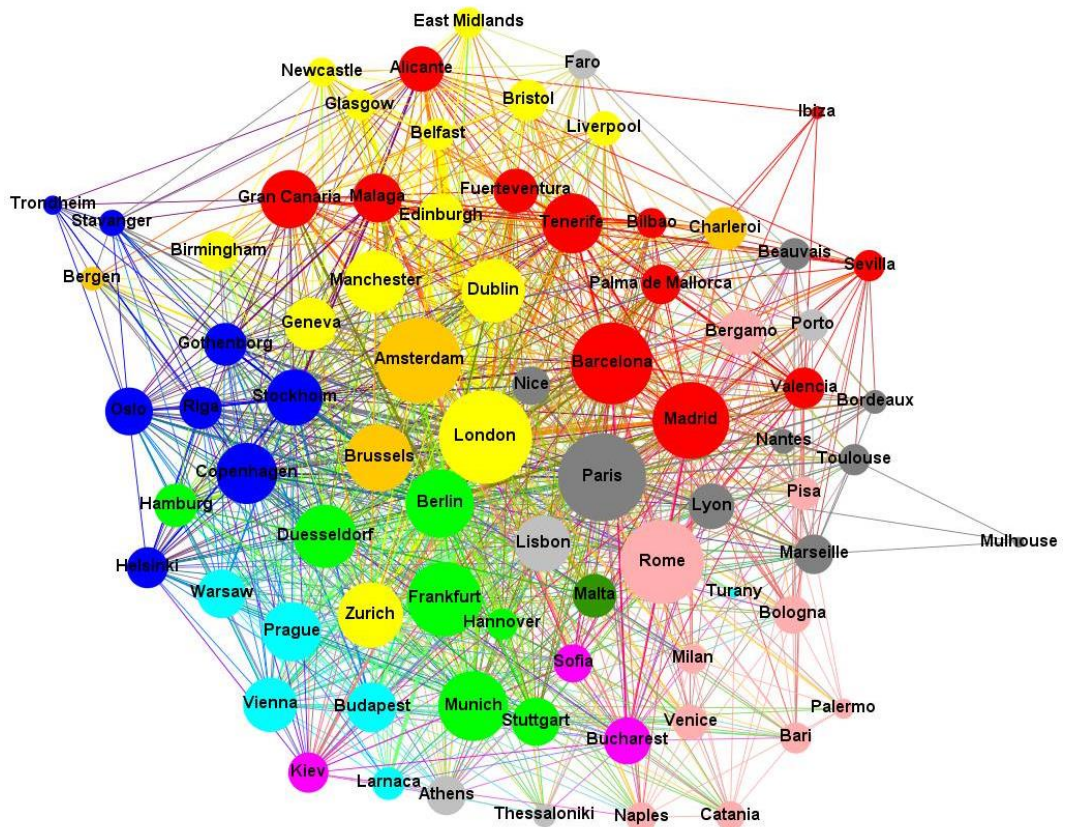 East Midlands
Newcastle
Alicante
Faro
Glasgow
Bristol
Ibiza
Belfast
Liverpool
Trondheim
Gran Canaria
Malaga
Fuerteventura
Stavanger
Edinburgh
Tenerife
Bilbao
Charleroi
Birmingham
Beauvais
Sevilla
Bergen
Manchester
Dublin
Palma de Mallorca
Geneva
Bergamo
Porto
Gothenborg
Amsterdam
Barcelona
Nice
Valencia
Stockholm
Bordeaux
Oslo
Riga
London
Madrid
Nantes
Brussels
Toulouse
Copenhagen
Paris
Pisa
Hamburg
Berlin
Lyon
Duesseldorf
Lisbon
Mulhouse
Marseille
Helsinki
Rome
Warsaw
Malta
Turany
Frankfurt
Zurich
Bologna
Prague
Hannover
Sofia
Milan
Vienna
Budapest
Munich
Stuttgart
Venice
Palermo
Bucharest
Bari
Kiev
Larnaca
Athens
Thessaloniki
Naples
Catania